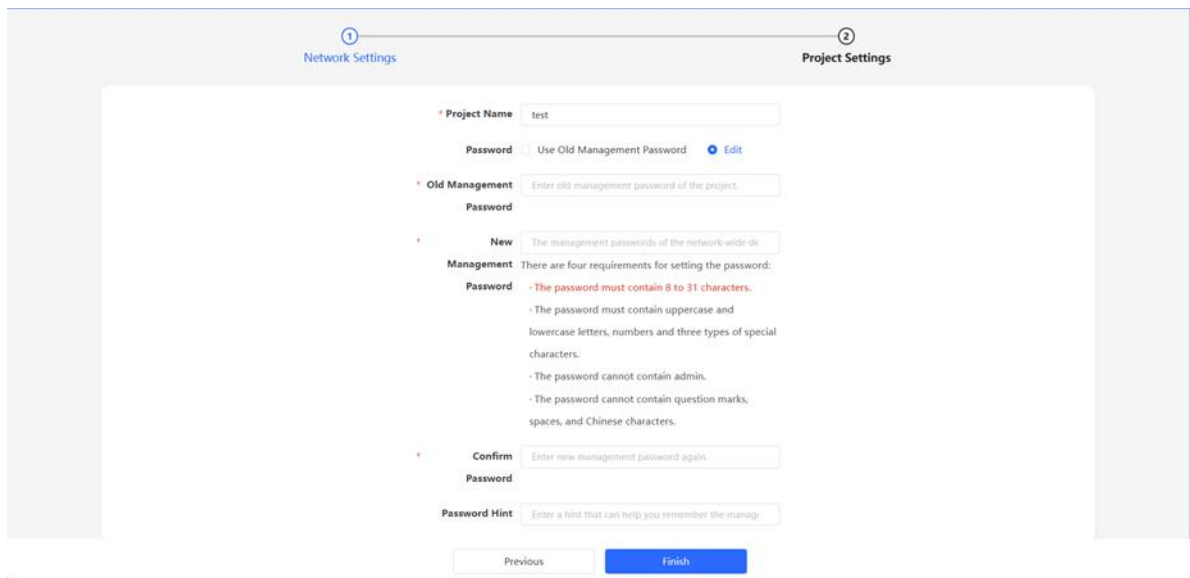 1
2
Network Settings
Project Settings
* Project Name test
Password Use Old Management Password Edit
* Old Management Enter old management password of the project.
Password
* New The management passwords of the network-wide de
Management There are four requirements for setting the password:
Password · The password must contain 8 to 31 characters.
· The password must contain uppercase and
lowercase letters, numbers and three types of special
characters.
· The password cannot contain admin.
· The password cannot contain question marks,
spaces, and Chinese characters.
* Confirm Enter new management password again.
Password
Password Hint Enter a hint that can help you remember the manag
Previous Finish